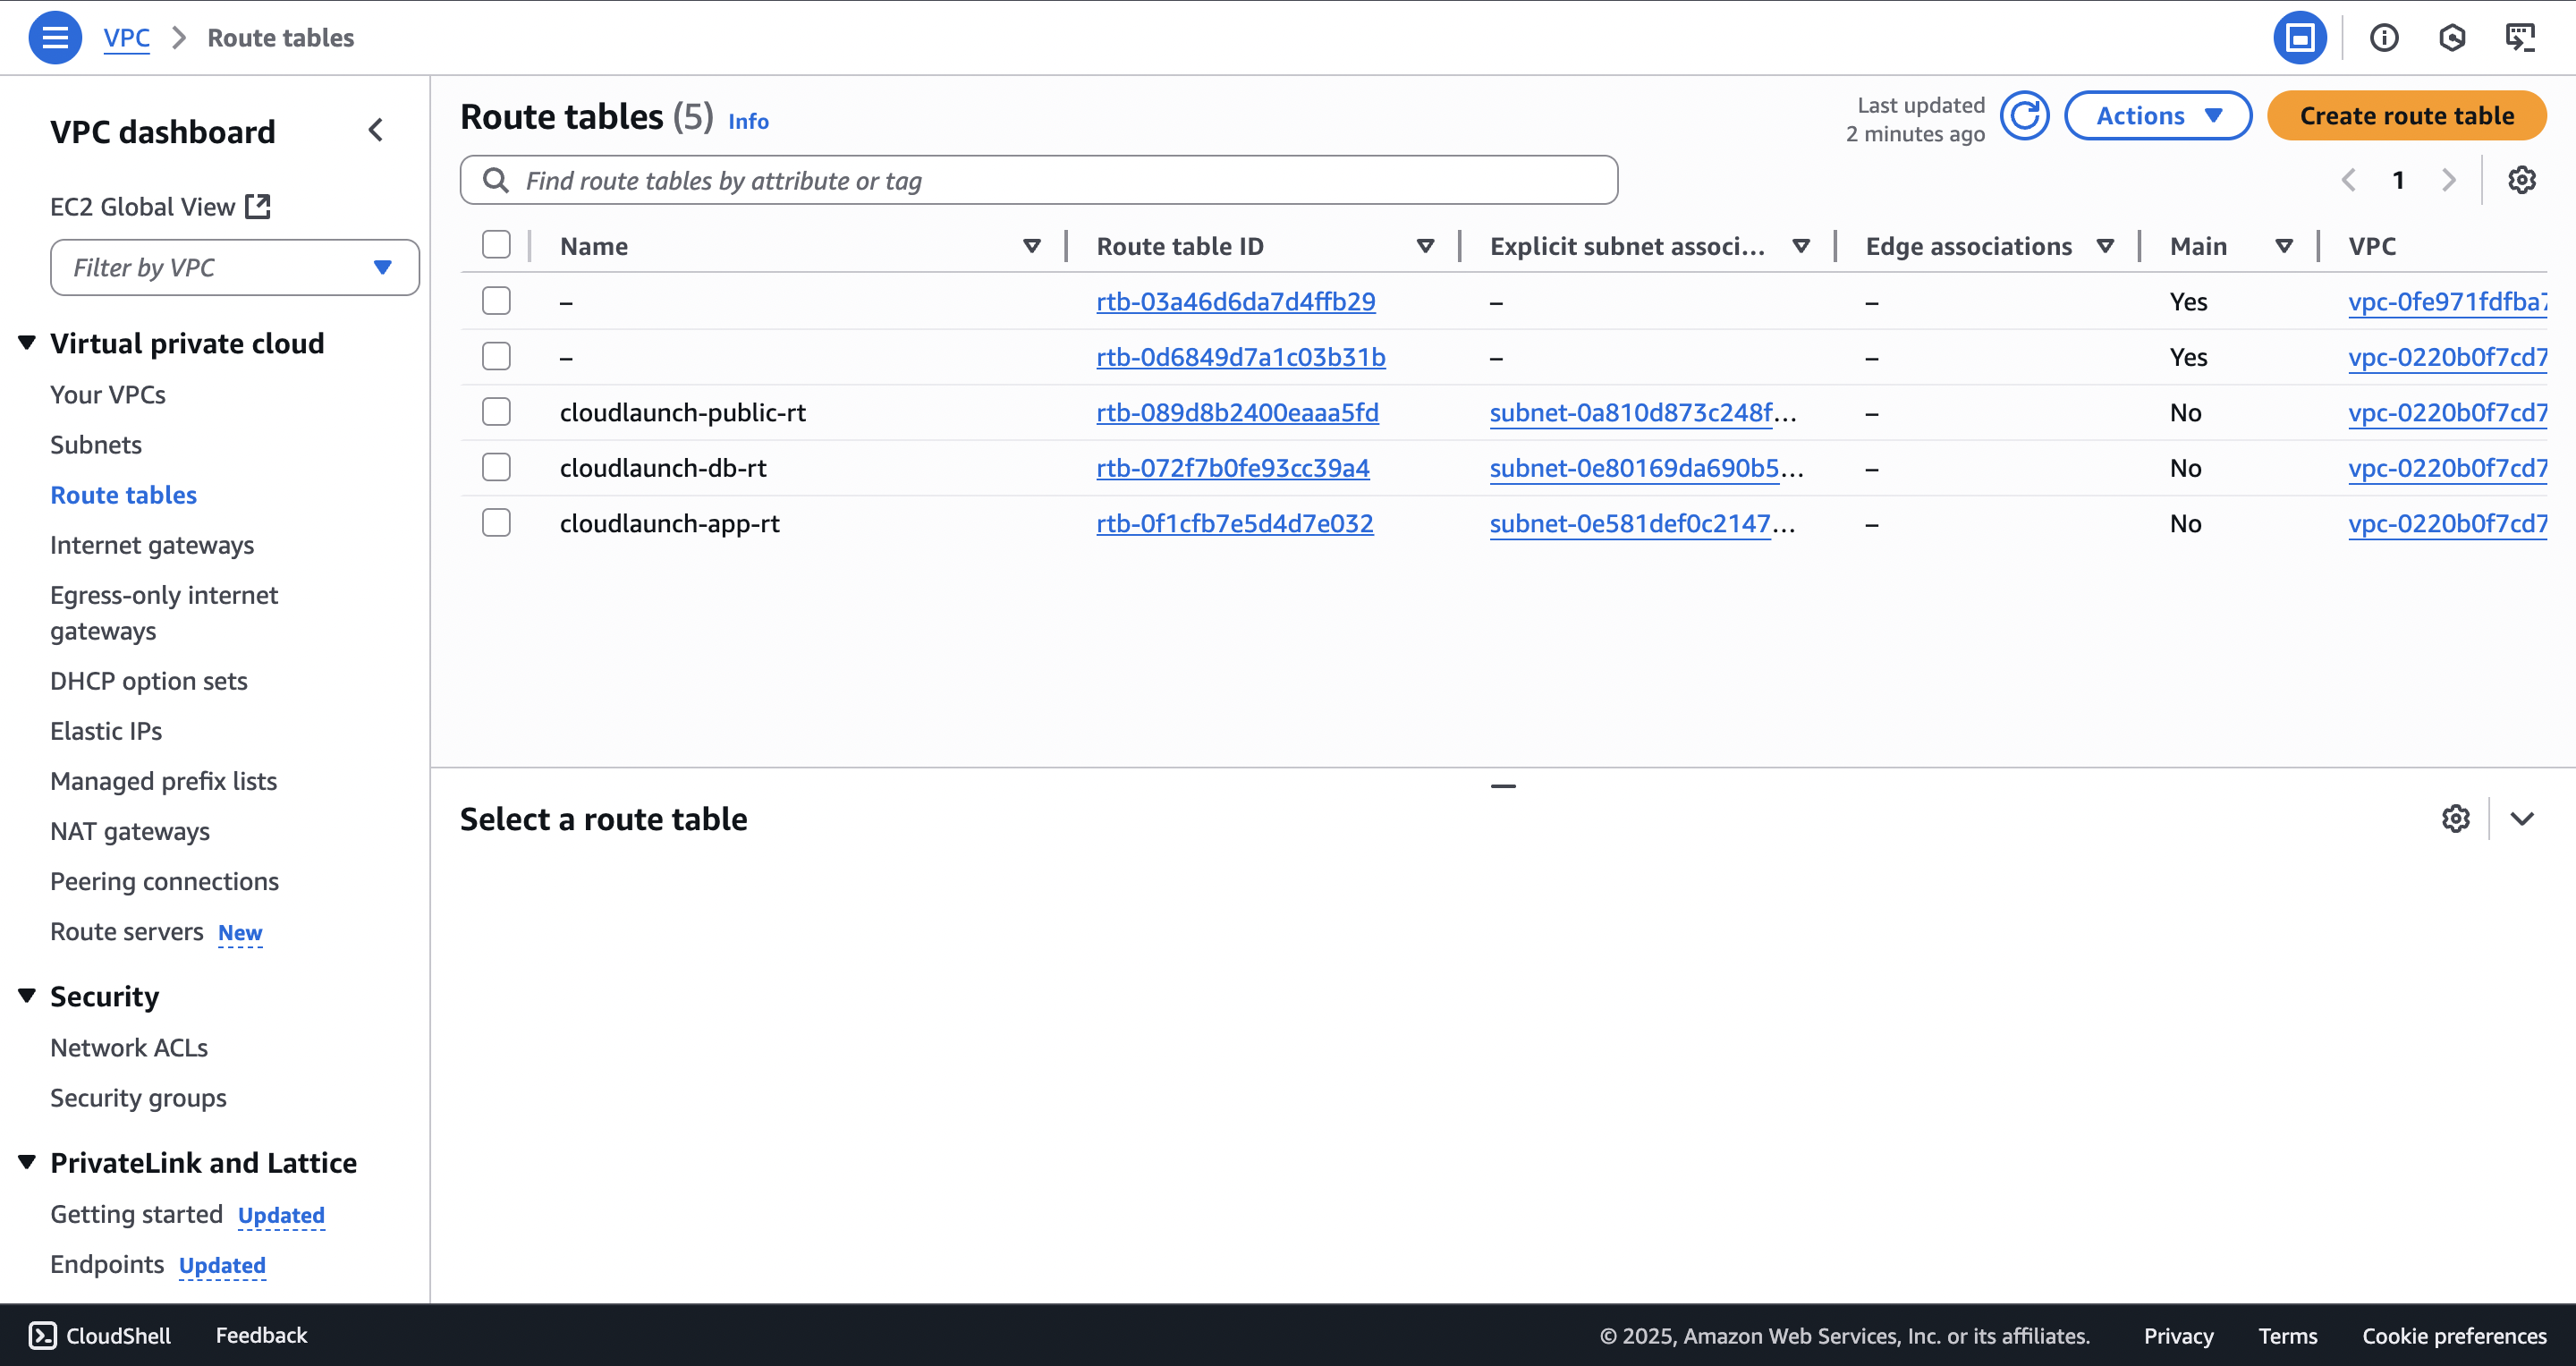 VPC > Route tables
VPC dashboard
EC2 Global View
Filter by VPC
Virtual private cloud
Your VPCs
Subnets
Route tables
Internet gateways
Egress-only internet
gateways
DHCP option sets
Elastic IPs
Managed prefix lists
NAT gateways
Peering connections
Route servers New
Security
Network ACLs
Security groups
PrivateLink and Lattice
Getting started Updated
Endpoints Updated
Route tables (5) Info
Last updated
2 minutes ago
Actions
Create route table
Find route tables by attribute or tag
1
Name Route table ID Explicit subnet associ... Edge associations Main VPC
– rtb-03a46d6da7d4ffb29 – – Yes vpc-0fe971fdfba7
– rtb-0d6849d7a1c03b31b – – Yes vpc-0220b0f7cd7
cloudlaunch-public-rt rtb-089d8b2400eaaa5fd subnet-0a810d873c248f... – No vpc-0220b0f7cd7
cloudlaunch-db-rt rtb-072f7b0fe93cc39a4 subnet-0e80169da690b5... – No vpc-0220b0f7cd7
cloudlaunch-app-rt rtb-0f1cfb7e5d4d7e032 subnet-0e581def0c2147... – No vpc-0220b0f7cd7
Select a route table
CloudShell Feedback © 2025, Amazon Web Services, Inc. or its affiliates. Privacy Terms Cookie preferences